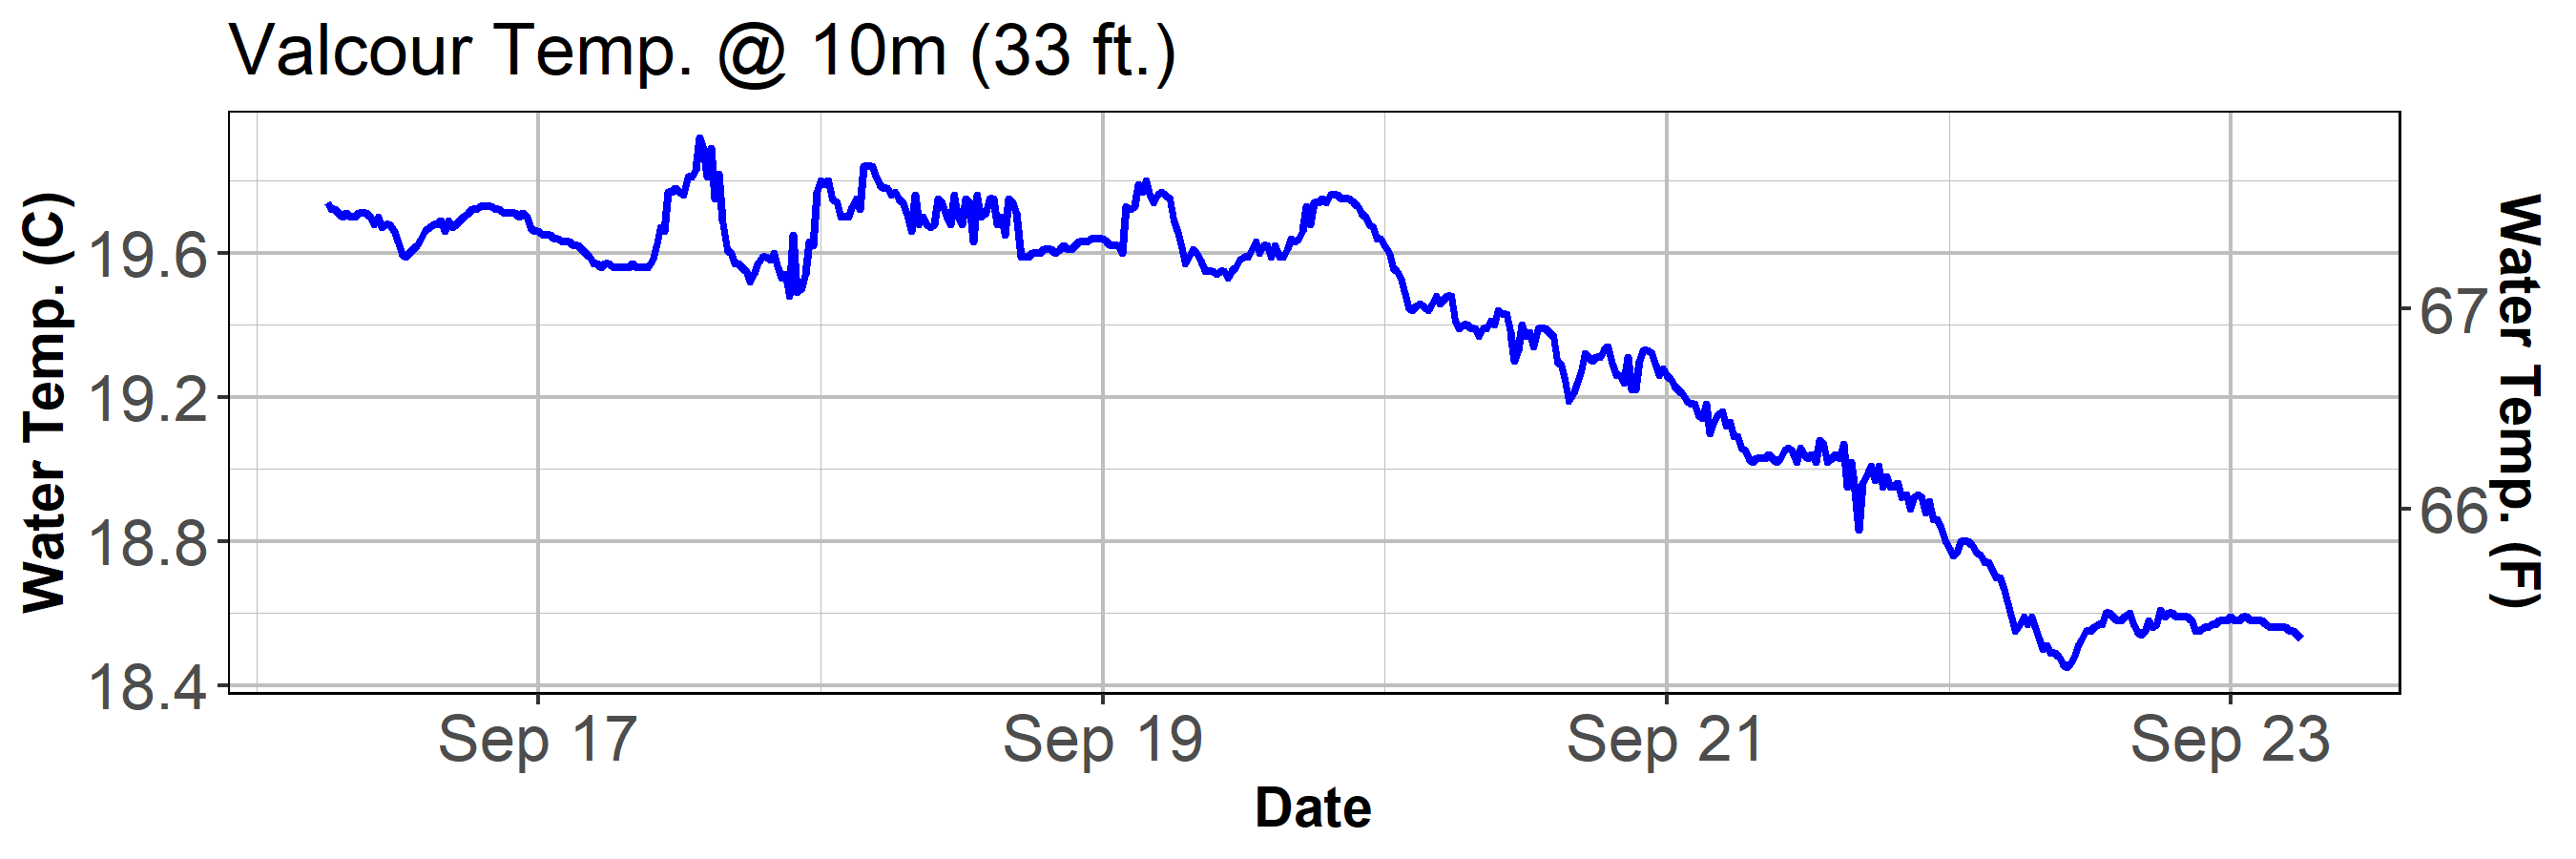 Valcour Temp. @ 10m (33 ft.)
Water Temp. (C)
19.6
19.2
18.8
18.4
67
66
Water Temp. (F)
Sep 17
Sep 19
Sep 21
Sep 23
Date